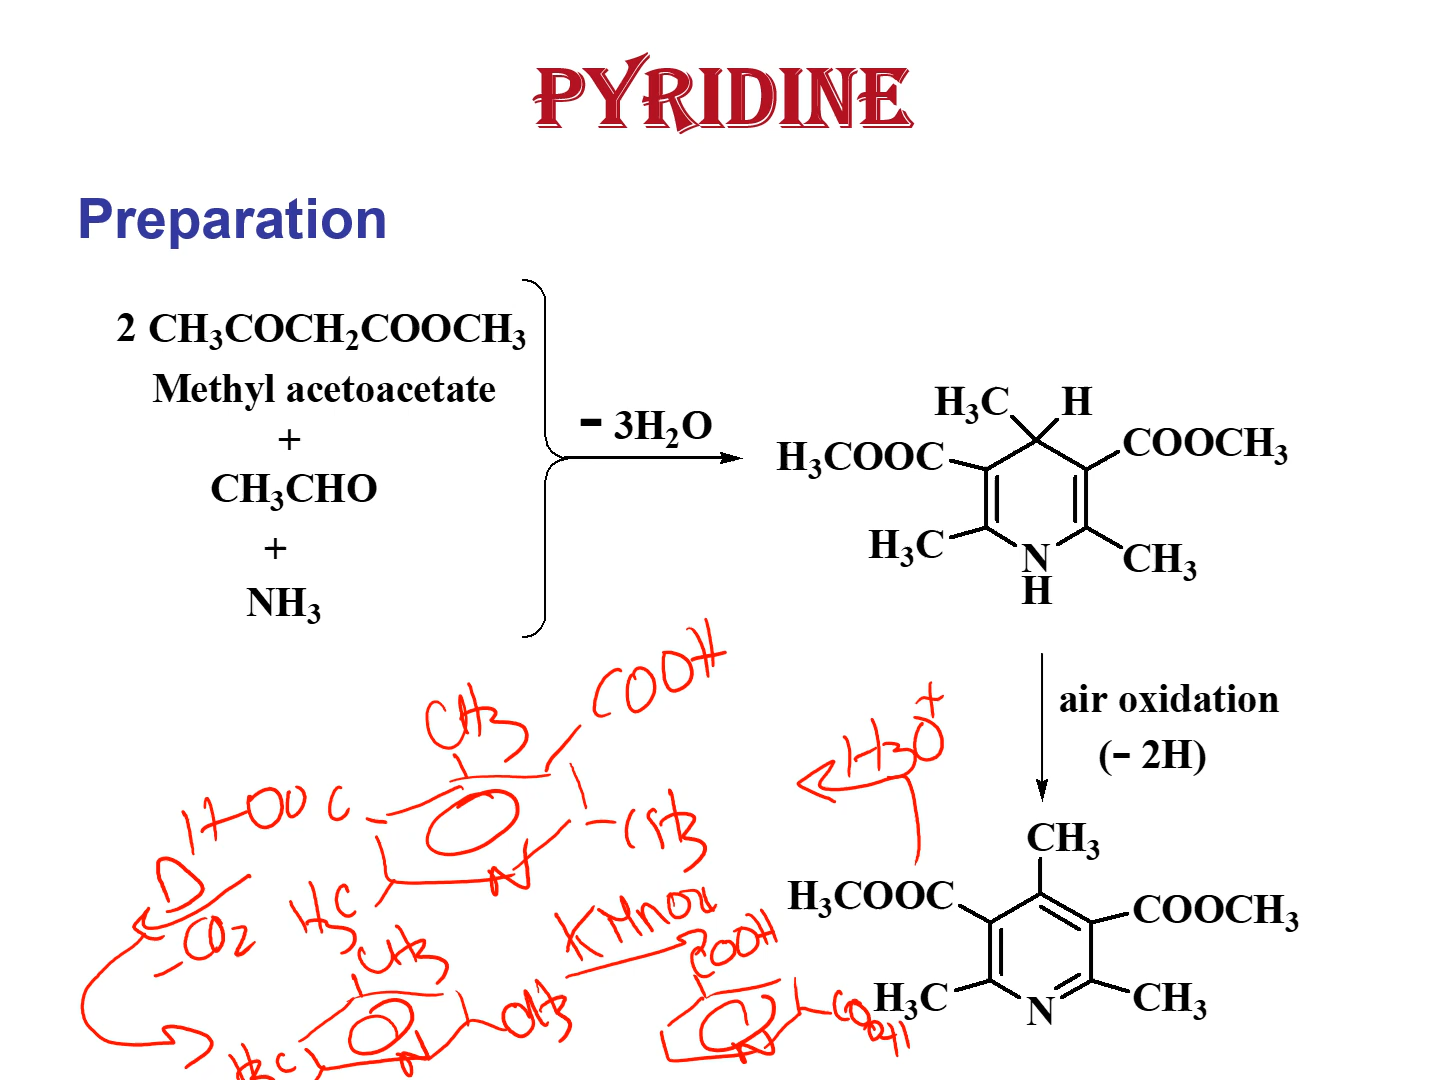 PYRIDINE
Preparation
2 CH3COCH2COOCH3
Methyl acetoacetate
+
CH3CHO
+
NH3
- 3H2O
H3C H
H3COOC COOCH3
H3C N CH3
H
air oxidation
(- 2H)
CH3
H3COOC COOCH3
H3C N CH3
H3O+
COOH
CH3
HOOC
CH3
N
H3C
Δ
-CO2
CH3
CH3
N
H3C
KMnO4
COOH
COOH
N